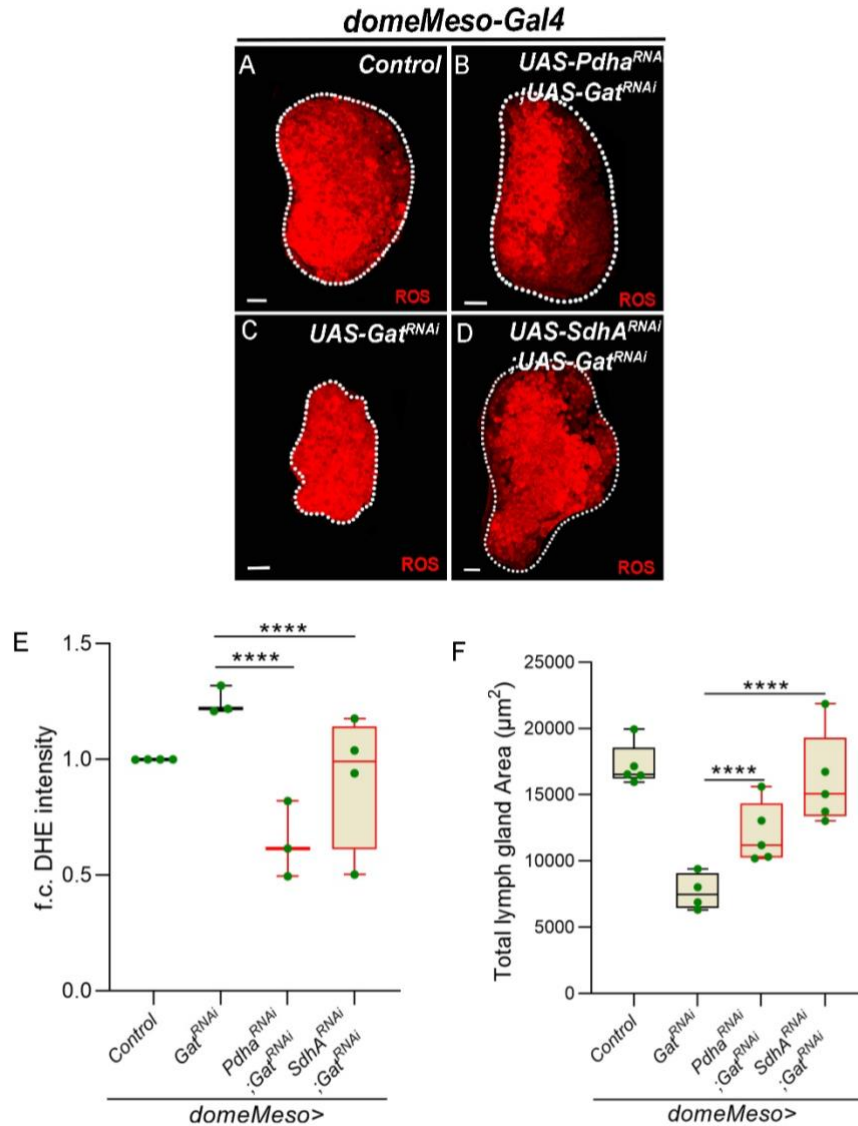 domeMeso-Gal4
A
Control
B
UAS-Pdha^RNAi
;UAS-Gat^RNAi
ROS
ROS
C
UAS-Gat^RNAi
D
UAS-SdhA^RNAi
;UAS-Gat^RNAi
ROS
ROS
E
f.c. DHE intensity
1.5
1.0
0.5
0.0
****
****
Control
Gat^RNAi
Pdha^RNAi
;Gat^RNAi
SdhA^RNAi
;Gat^RNAi
domeMeso>
F
Total lymph gland Area (µm²)
25000
20000
15000
10000
5000
0
****
****
Control
Gat^RNAi
Pdha^RNAi
;Gat^RNAi
SdhA^RNAi
;Gat^RNAi
domeMeso>